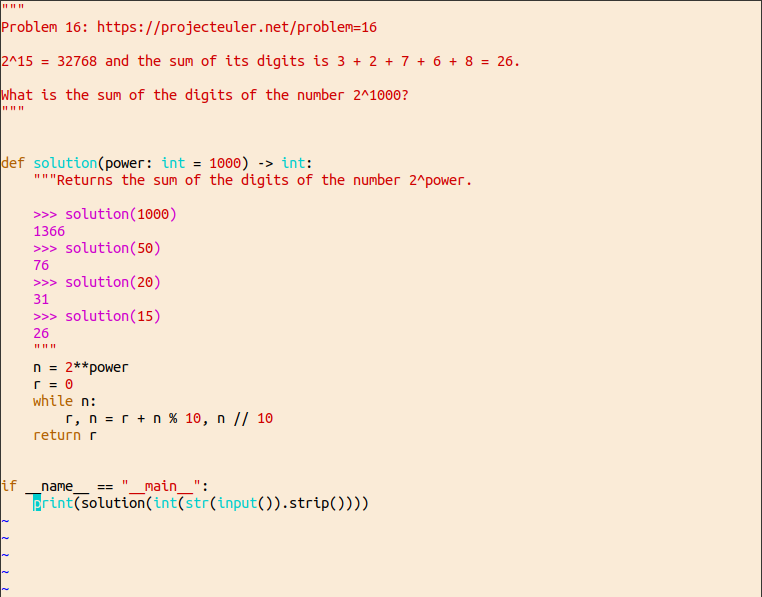 """
Problem 16: https://projecteuler.net/problem=16

2^15 = 32768 and the sum of its digits is 3 + 2 + 7 + 6 + 8 = 26.

What is the sum of the digits of the number 2^1000?
"""


def solution(power: int = 1000) -> int:
    """Returns the sum of the digits of the number 2^power.

    >>> solution(1000)
    1366
    >>> solution(50)
    76
    >>> solution(20)
    31
    >>> solution(15)
    26
    """
    n = 2**power
    r = 0
    while n:
        r, n = r + n % 10, n // 10
    return r


if __name__ == "__main__":
    print(solution(int(str(input()).strip())))
~
~
~
~
~